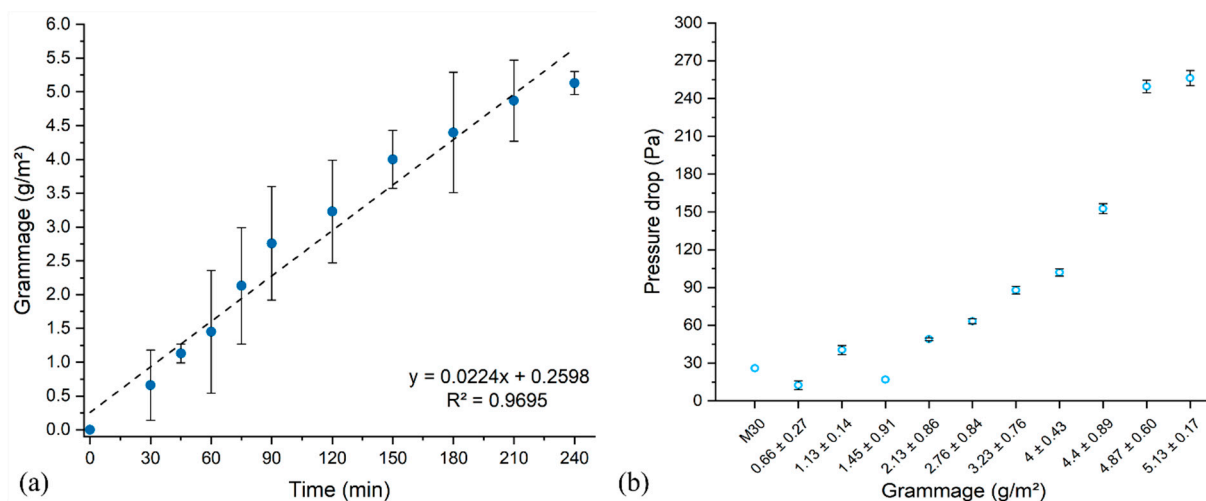 6.0
5.5
5.0
4.5
4.0
3.5
3.0
2.5
2.0
1.5
1.0
0.5
0.0
Grammage (g/m²)
y = 0.0224x + 0.2598
R² = 0.9695
0 30 60 90 120 150 180 210 240
Time (min)
(a)
300
270
240
210
180
150
120
90
60
30
0
Pressure drop (Pa)
M30
0.66 ± 0.27
1.13 ± 0.14
1.45 ± 0.91
2.13 ± 0.86
2.76 ± 0.84
3.23 ± 0.76
4 ± 0.43
4.4 ± 0.89
4.87 ± 0.60
5.13 ± 0.17
Grammage (g/m²)
(b)